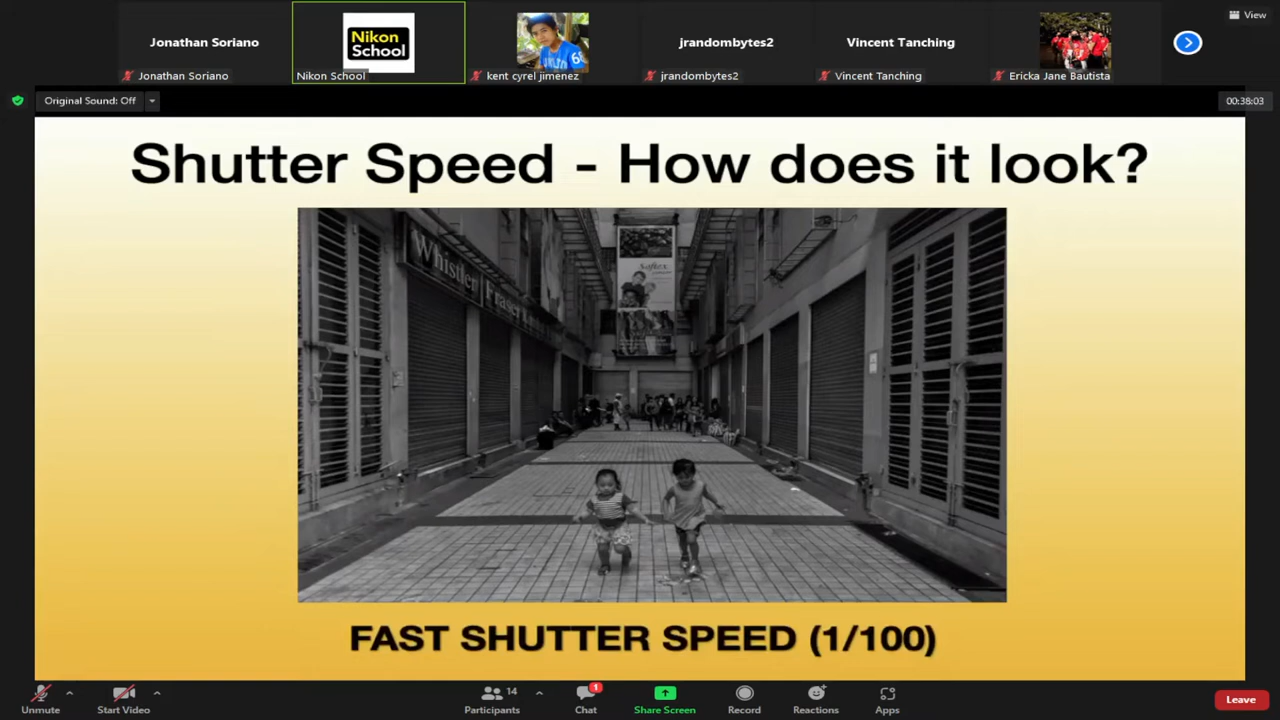 View
Jonathan Soriano
Nikon
School
jrandombytes2
Vincent Tanching
Jonathan Soriano
Nikon School
kent cyrel jimenez
jrandombytes2
Vincent Tanching
Ericka Jane Bautista
Original Sound: Off
00:38:03
Shutter Speed - How does it look?
Whistler
Fraser
FAST SHUTTER SPEED (1/100)
14
1
Unmute
Start Video
Participants
Chat
Share Screen
Record
Reactions
Apps
Leave